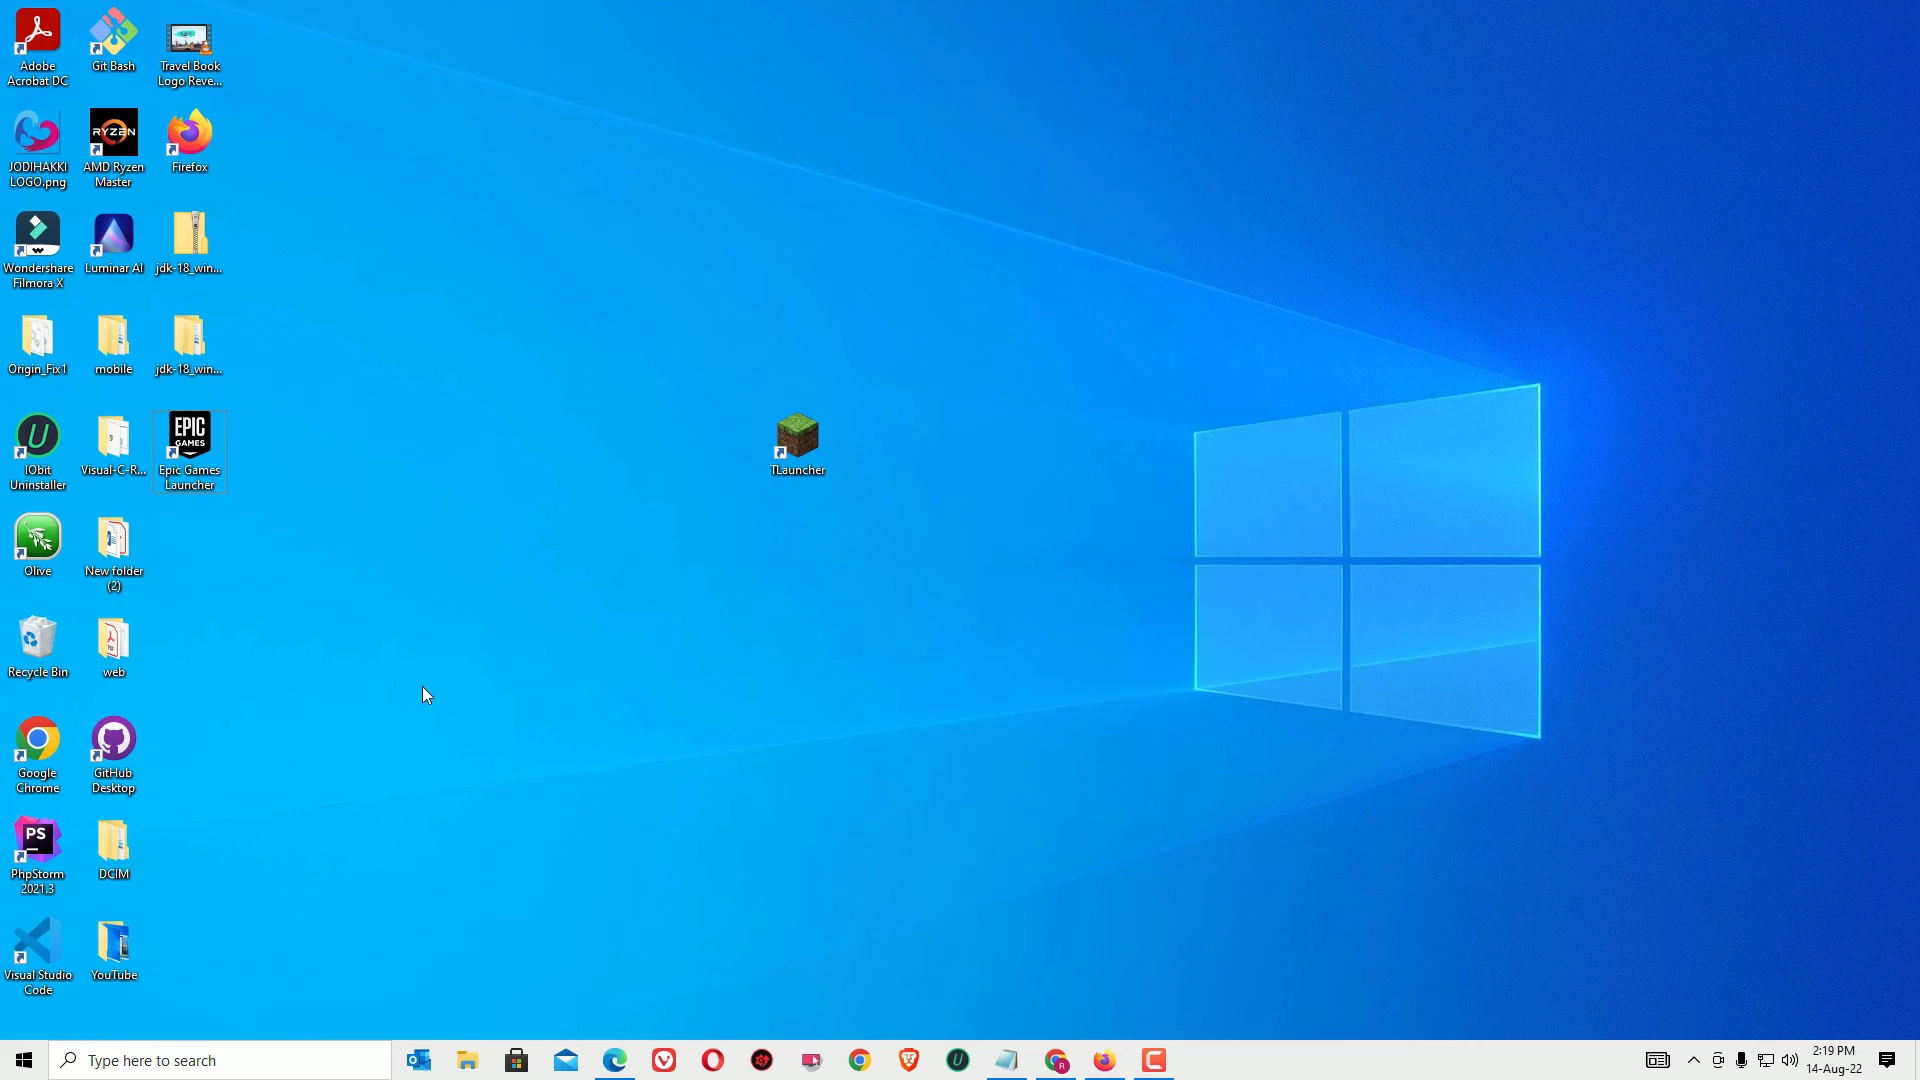 Adobe
Acrobat DC
Git Bash
Travel Book
Logo Reve...
JODIHAKKI
LOGO.png
RYZEN
AMD Ryzen
Master
Firefox
Wondershare
Filmora X
Luminar AI
jdk-18_win...
Origin_Fix1
mobile
jdk-18_win...
IObit
Uninstaller
Visual-C-R...
EPIC
GAMES
Epic Games
Launcher
TLauncher
Olive
New folder
(2)
Recycle Bin
web
Google
Chrome
GitHub
Desktop
PS
PhpStorm
2021.3
DCIM
Visual Studio
Code
YouTube
Type here to search
2:19 PM
14-Aug-22